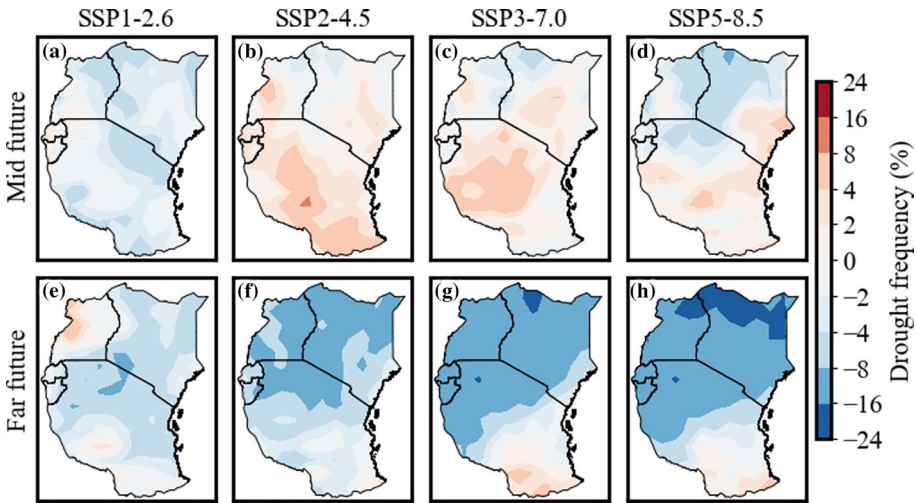 SSP1-2.6 SSP2-4.5 SSP3-7.0 SSP5-8.5
Mid future
(a) (b) (c) (d)
Far future
(e) (f) (g) (h)
24
16
8
4
2
0
−2
−4
−8
−16
−24
Drought frequency (%)